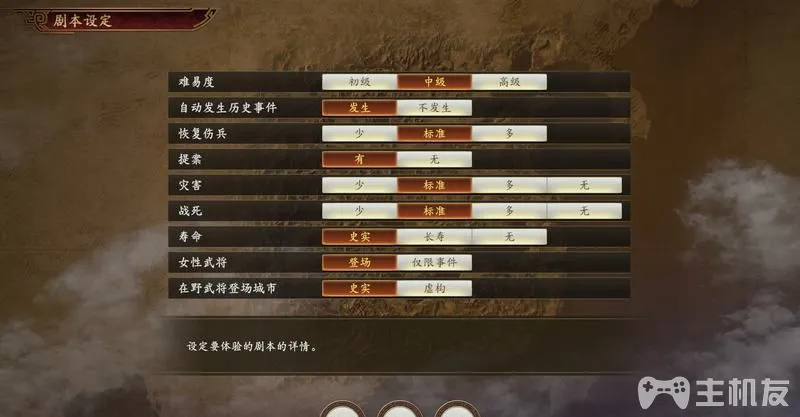 剧本设定
难易度 初级 中级 高级
自动发生历史事件 发生 不发生
恢复伤兵 少 标准 多
提案 有 无
灾害 少 标准 多 无
战死 少 标准 多 无
寿命 史实 长寿 无
女性武将 登场 仅限事件
在野武将登场城市 史实 虚构
设定要体验的剧本的详情。
主机友